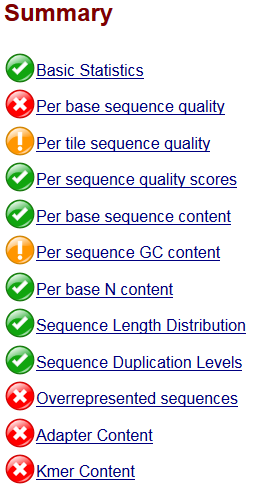 Summary
Basic Statistics
Per base sequence quality
Per tile sequence quality
Per sequence quality scores
Per base sequence content
Per sequence GC content
Per base N content
Sequence Length Distribution
Sequence Duplication Levels
Overrepresented sequences
Adapter Content
Kmer Content